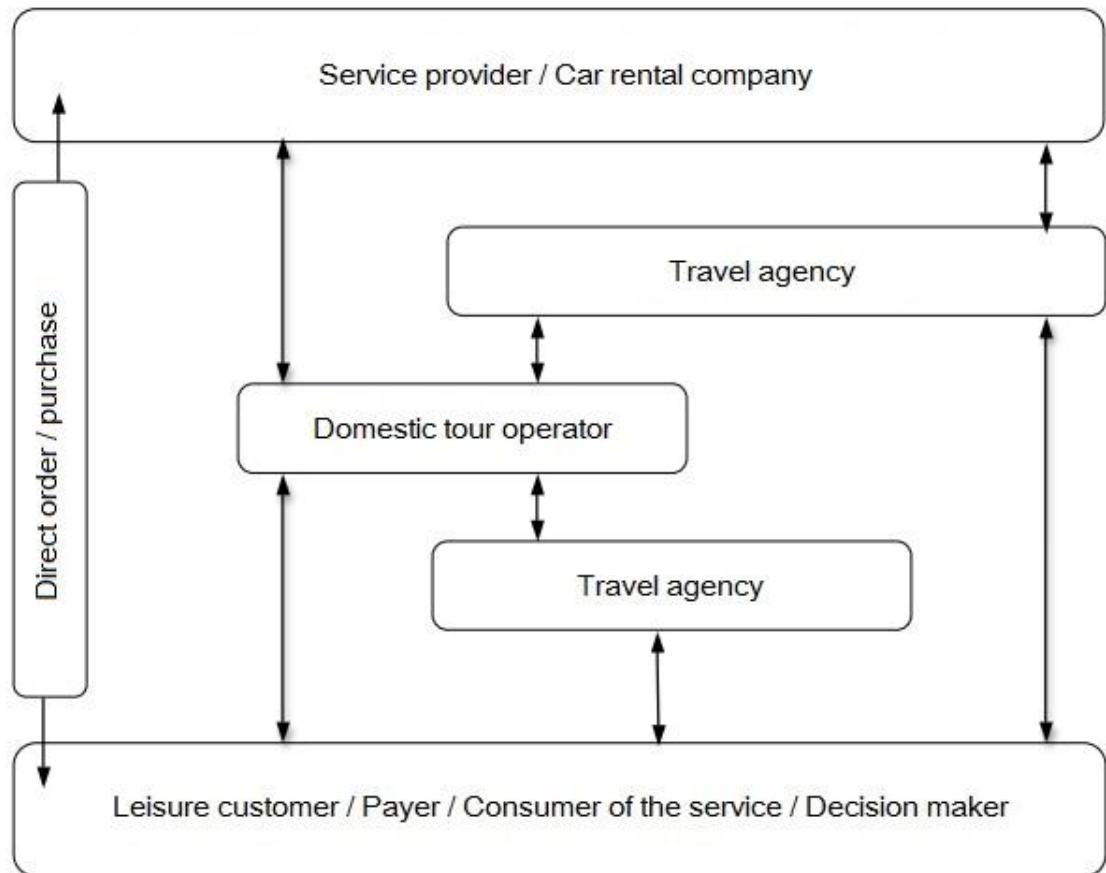 Service provider / Car rental company
Travel agency
Direct order / purchase
Domestic tour operator
Travel agency
Leisure customer / Payer / Consumer of the service / Decision maker